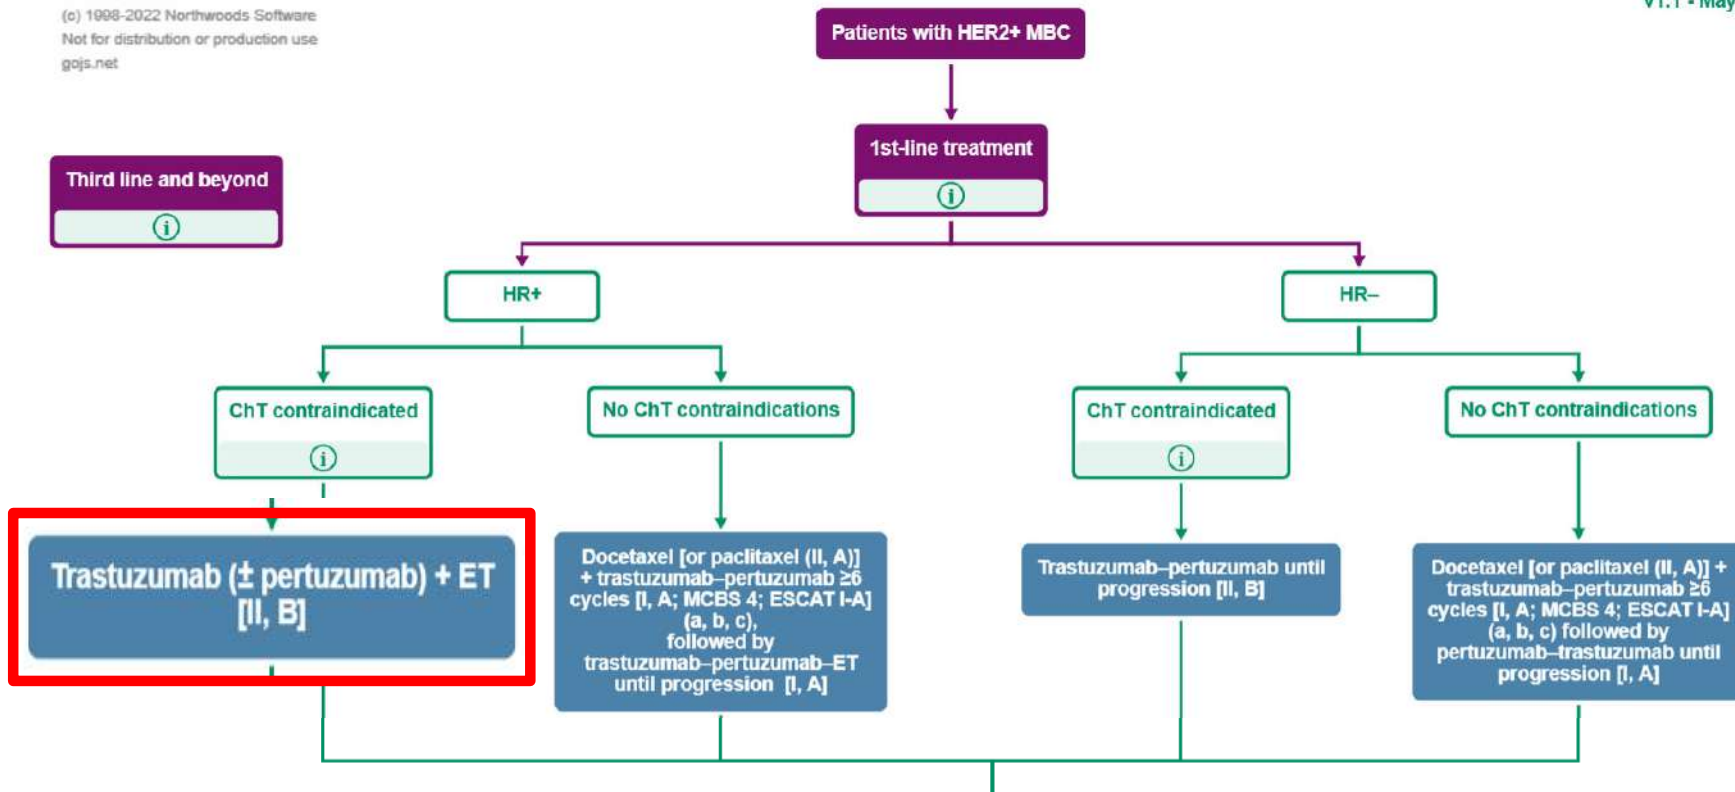 (c) 1998-2022 Northwoods Software
Not for distribution or production use
gojs.net
V1.1 - May
Patients with HER2+ MBC
1st-line treatment
i
Third line and beyond
i
HR+
HR–
ChT contraindicated
i
No ChT contraindications
ChT contraindicated
i
No ChT contraindications
Trastuzumab (± pertuzumab) + ET
[II, B]
Docetaxel [or paclitaxel (II, A)]
+ trastuzumab–pertuzumab ≥6
cycles [I, A; MCBS 4; ESCAT I-A]
(a, b, c),
followed by
trastuzumab–pertuzumab–ET
until progression [I, A]
Trastuzumab–pertuzumab until
progression [II, B]
Docetaxel [or paclitaxel (II, A)] +
trastuzumab–pertuzumab ≥6
cycles [I, A; MCBS 4; ESCAT I-A]
(a, b, c) followed by
pertuzumab–trastuzumab until
progression [I, A]